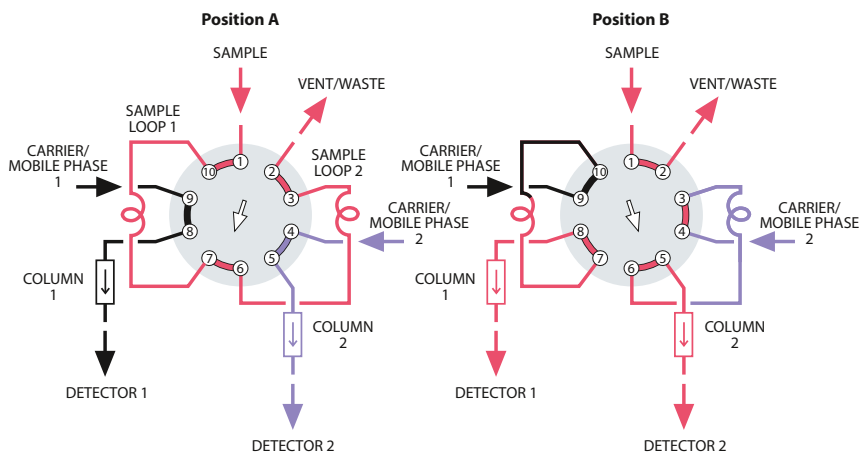 Position A
SAMPLE
VENT/WASTE
SAMPLE
LOOP 1
SAMPLE
LOOP 2
CARRIER/
MOBILE PHASE
1
CARRIER/
MOBILE PHASE
2
1
2
3
4
5
6
7
8
9
10
COLUMN
1
COLUMN
2
DETECTOR 1
DETECTOR 2
Position B
SAMPLE
VENT/WASTE
CARRIER/
MOBILE PHASE
1
CARRIER/
MOBILE PHASE
2
1
2
3
4
5
6
7
8
9
10
COLUMN
1
COLUMN
2
DETECTOR 1
DETECTOR 2